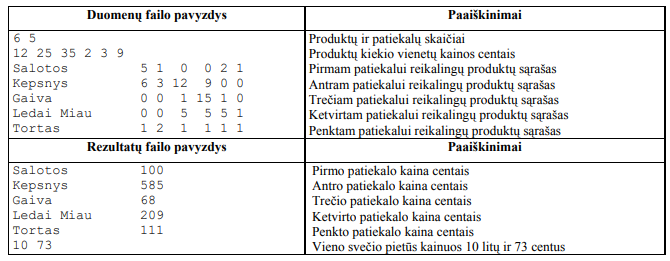 Duomenų failo pavyzdys Paaiškinimai
6 5 Produktų ir patiekalų skaičiai
12 25 35 2 3 9 Produktų kiekio vienetų kainos centais
Salotos 5 1 0 0 2 1 Pirmam patiekalui reikalingų produktų sąrašas
Kepsnys 6 3 12 9 0 0 Antram patiekalui reikalingų produktų sąrašas
Gaiva 0 0 1 15 1 0 Trečiam patiekalui reikalingų produktų sąrašas
Ledai Miau 0 0 5 5 5 1 Ketvirtam patiekalui reikalingų produktų sąrašas
Tortas 1 2 1 1 1 1 Penktam patiekalui reikalingų produktų sąrašas
Rezultatų failo pavyzdys Paaiškinimai
Salotos 100 Pirmo patiekalo kaina centais
Kepsnys 585 Antro patiekalo kaina centais
Gaiva 68 Trečio patiekalo kaina centais
Ledai Miau 209 Ketvirto patiekalo kaina centais
Tortas 111 Penkto patiekalo kaina centais
10 73 Vieno svečio pietūs kainuos 10 litų ir 73 centus